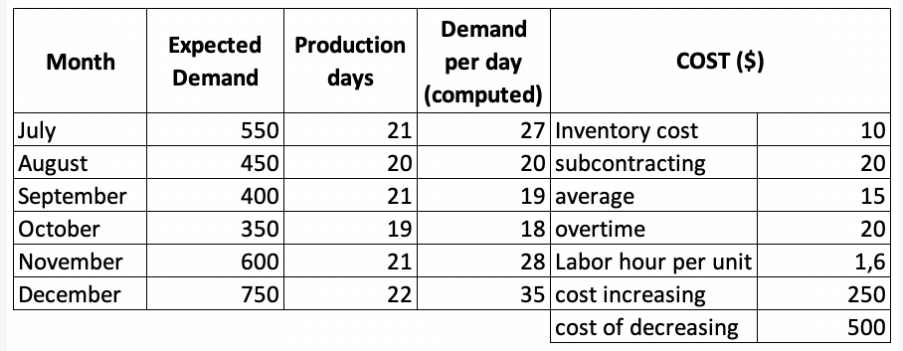 Month Expected Demand Production days Demand per day (computed) COST ($)
July 550 21 27 Inventory cost 10
August 450 20 20 subcontracting 20
September 400 21 19 average 15
October 350 19 18 overtime 20
November 600 21 28 Labor hour per unit 1,6
December 750 22 35 cost increasing 250
cost of decreasing 500